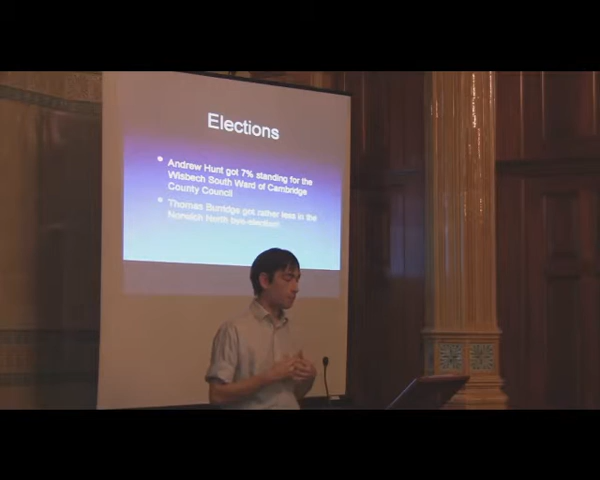 Elections
Andrew Hunt got 7% standing for the
Wisbech South Ward of Cambridge
County Council
Thomas Burridge got rather less in the
Norwich North bye-election